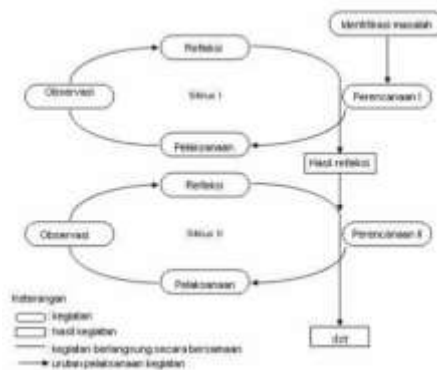 Identifikasi masalah
Refleksi
Observasi
Siklus I
Perencanaan I
Pelaksanaan
Hasil refleksi
Refleksi
Observasi
Siklus II
Perencanaan II
Pelaksanaan
Keterangan
: kegiatan
: hasil kegiatan
: kegiatan berlangsung secara bersamaan
: urutan pelaksanaan kegiatan
dst